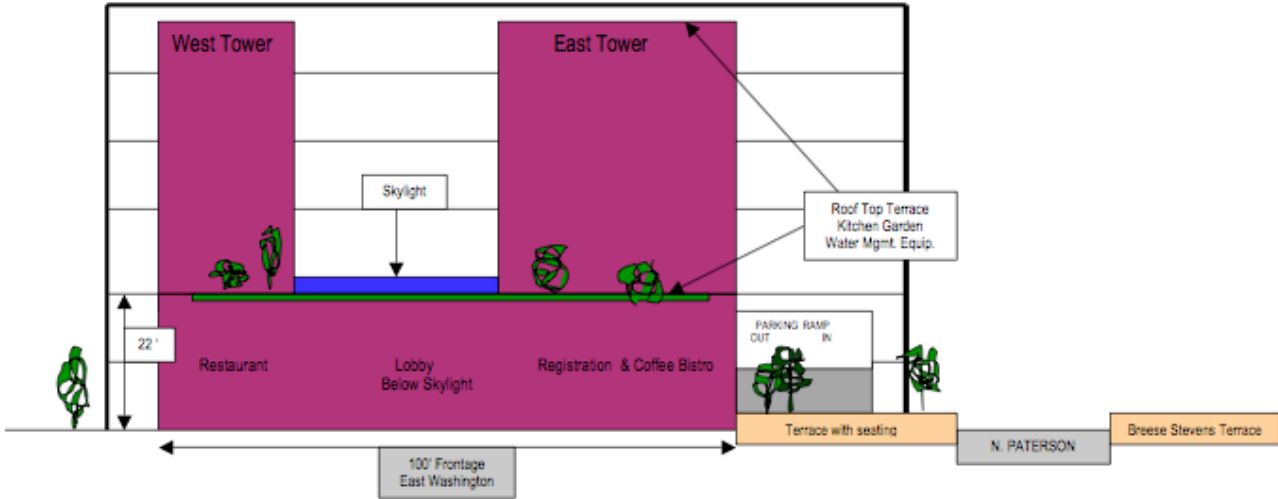 West Tower
East Tower
Skylight
Roof Top Terrace
Kitchen Garden
Water Mgmt. Equip.
22 '
PARKING RAMP
OUT IN
Restaurant
Lobby
Below Skylight
Registration & Coffee Bistro
Terrace with seating
Breese Stevens Terrace
N. PATERSON
100' Frontage
East Washington